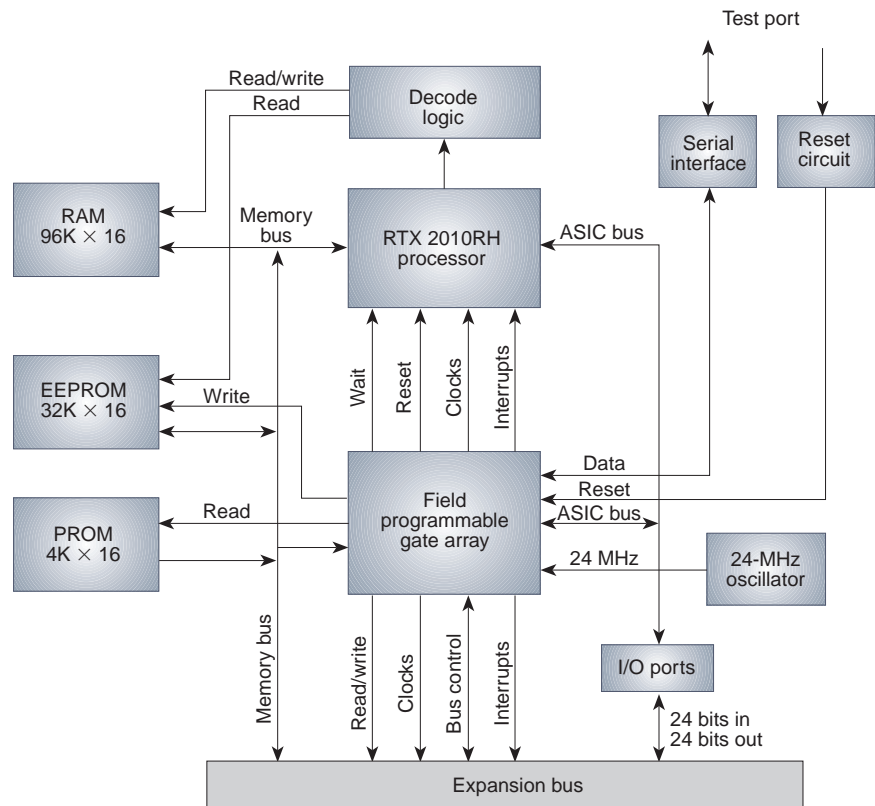 Test port
Read/write
Read
Decode
logic
Serial
interface
Reset
circuit
RAM
96K × 16
Memory
bus
RTX 2010RH
processor
ASIC bus
Wait
Reset
Clocks
Interrupts
EEPROM
32K × 16
Write
Field
programmable
gate array
Data
Reset
ASIC bus
24 MHz
24-MHz
oscillator
PROM
4K × 16
Read
Memory bus
Read/write
Clocks
Bus control
Interrupts
I/O ports
24 bits in
24 bits out
Expansion bus